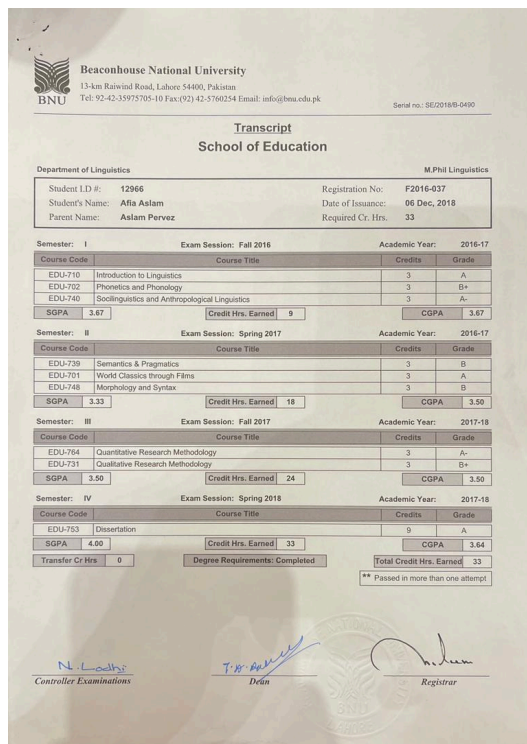 Beaconhouse National University
13-km Raiwind Road, Lahore 54400, Pakistan
Tel: 92-42-35975705-10 Fax:(92) 42-5760254 Email: info@bnu.edu.pk
BNU
Serial no.: SE/2018/B-0490
Transcript
School of Education
Department of Linguistics M.Phil Linguistics
Student I.D #: 12966 Registration No: F2016-037
Student's Name: Afia Aslam Date of Issuance: 06 Dec, 2018
Parent Name: Aslam Pervez Required Cr. Hrs. 33
Semester: I Exam Session: Fall 2016 Academic Year: 2016-17
Course Code Course Title Credits Grade
EDU-710 Introduction to Linguistics 3 A
EDU-702 Phonetics and Phonology 3 B+
EDU-740 Socilinguistics and Anthropological Linguistics 3 A-
SGPA 3.67 Credit Hrs. Earned 9 CGPA 3.67
Semester: II Exam Session: Spring 2017 Academic Year: 2016-17
Course Code Course Title Credits Grade
EDU-739 Semantics & Pragmatics 3 B
EDU-701 World Classics through Films 3 A
EDU-748 Morphology and Syntax 3 B
SGPA 3.33 Credit Hrs. Earned 18 CGPA 3.50
Semester: III Exam Session: Fall 2017 Academic Year: 2017-18
Course Code Course Title Credits Grade
EDU-764 Quantitative Research Methodology 3 A-
EDU-731 Qualitative Research Methodology 3 B+
SGPA 3.50 Credit Hrs. Earned 24 CGPA 3.50
Semester: IV Exam Session: Spring 2018 Academic Year: 2017-18
Course Code Course Title Credits Grade
EDU-753 Dissertation 9 A
SGPA 4.00 Credit Hrs. Earned 33 CGPA 3.64
Transfer Cr Hrs 0 Degree Requirements: Completed Total Credit Hrs. Earned 33
** Passed in more than one attempt
N. Lodhi
Controller Examinations Dean Registrar